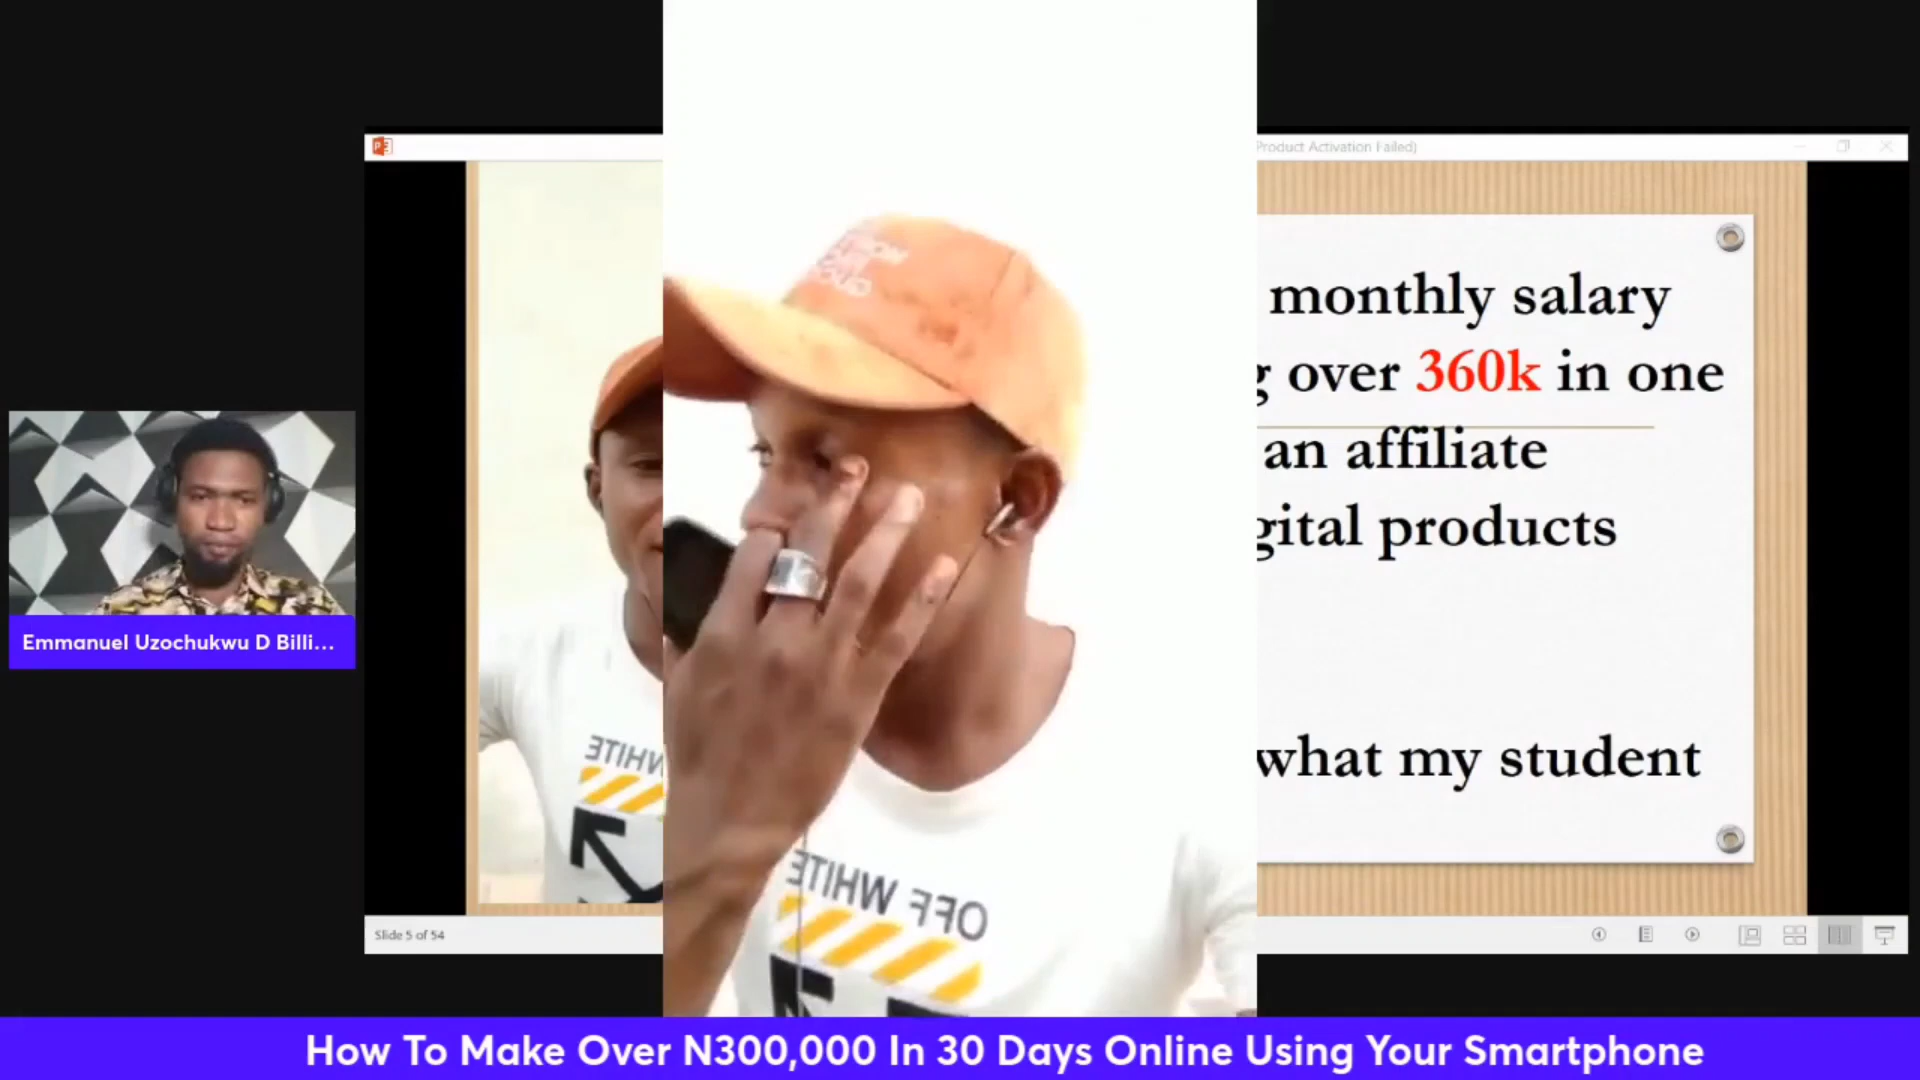 Product Activation Failed)
monthly salary
over 360k in one
an affiliate
gital products
what my student
OFF WHITE
OFF WHITE
Emmanuel Uzochukwu D Billi...
Slide 5 of 54
How To Make Over N300,000 In 30 Days Online Using Your Smartphone